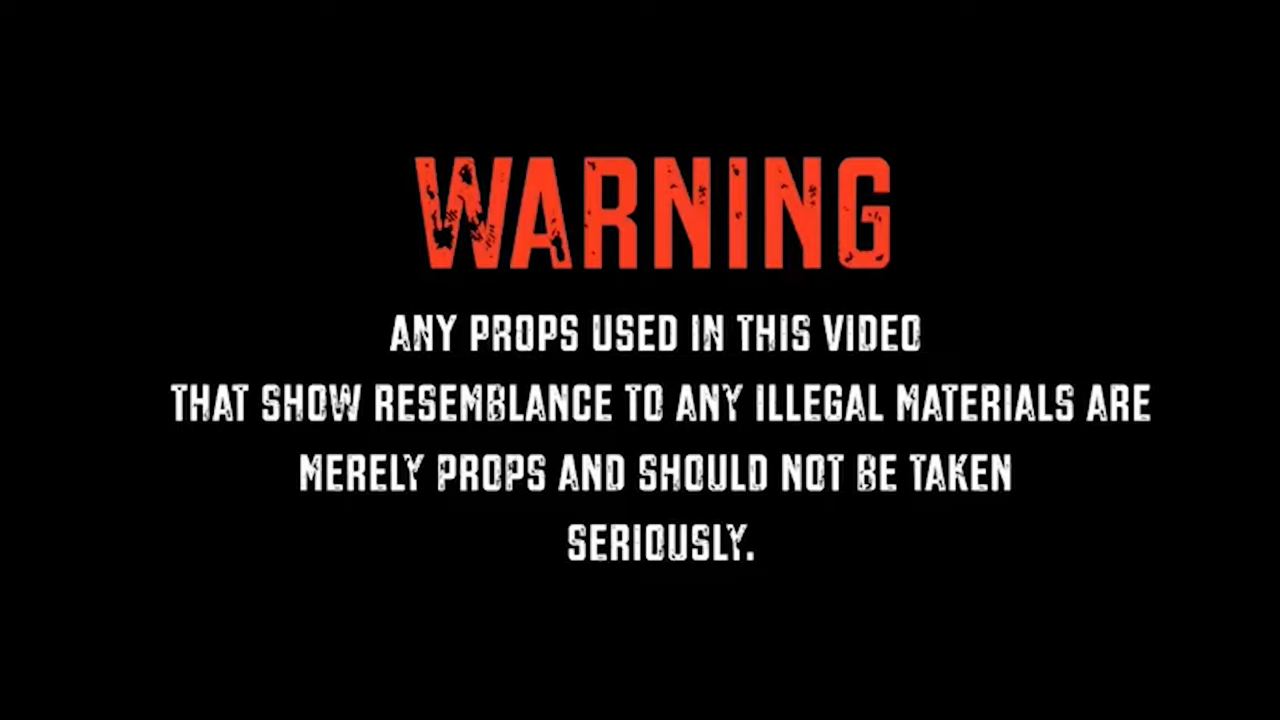 WARNING
ANY PROPS USED IN THIS VIDEO
THAT SHOW RESEMBLANCE TO ANY ILLEGAL MATERIALS ARE
MERELY PROPS AND SHOULD NOT BE TAKEN
SERIOUSLY.